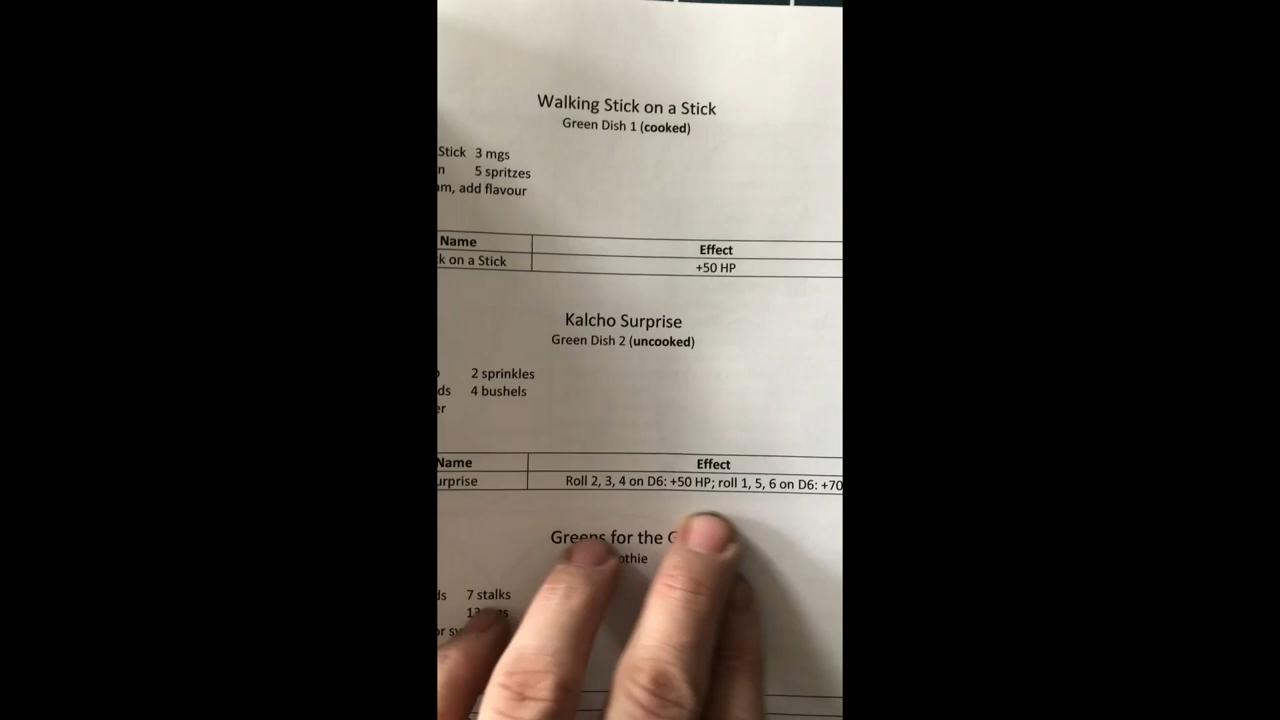 Walking Stick on a Stick
Green Dish 1 (cooked)
Stick 3 mgs
n 5 spritzes
m, add flavour
Name Effect
k on a Stick +50 HP
Kalcho Surprise
Green Dish 2 (uncooked)
2 sprinkles
ds 4 bushels
er
Name Effect
urprise Roll 2, 3, 4 on D6: +50 HP; roll 1, 5, 6 on D6: +70
Greens for the
othie
ds 7 stalks
or